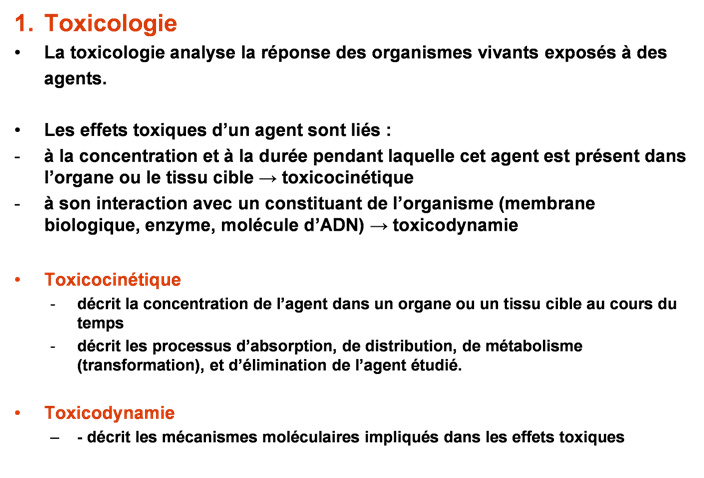 1. Toxicologie
• La toxicologie analyse la réponse des organismes vivants exposés à des
agents.
• Les effets toxiques d’un agent sont liés :
- à la concentration et à la durée pendant laquelle cet agent est présent dans
l’organe ou le tissu cible → toxicocinétique
- à son interaction avec un constituant de l’organisme (membrane
biologique, enzyme, molécule d’ADN) → toxicodynamie
• Toxicocinétique
- décrit la concentration de l’agent dans un organe ou un tissu cible au cours du
temps
- décrit les processus d’absorption, de distribution, de métabolisme
(transformation), et d’élimination de l’agent étudié.
• Toxicodynamie
– - décrit les mécanismes moléculaires impliqués dans les effets toxiques